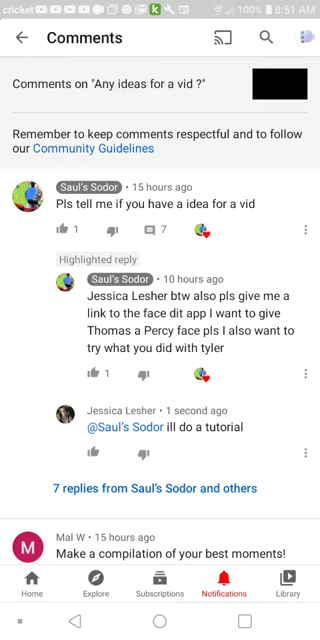 cricket 100% 8:51 AM
Comments
Comments on "Any ideas for a vid ?"
Remember to keep comments respectful and to follow
our Community Guidelines
Saul's Sodor • 15 hours ago
Pls tell me if you have a idea for a vid
1 7
Highlighted reply
Saul's Sodor • 10 hours ago
Jessica Lesher btw also pls give me a
link to the face dit app I want to give
Thomas a Percy face pls I also want to
try what you did with tyler
1
Jessica Lesher • 1 second ago
@Saul's Sodor ill do a tutorial
7 replies from Saul's Sodor and others
M
Mal W • 15 hours ago
Make a compilation of your best moments!
Home Explore Subscriptions Notifications Library